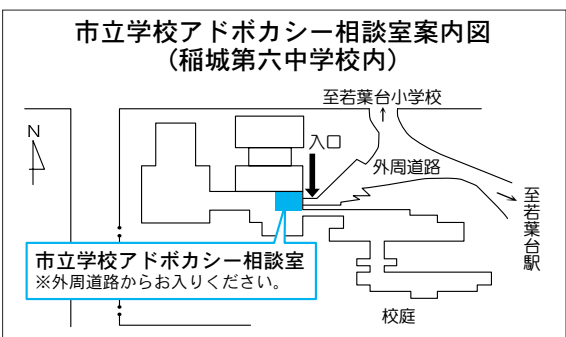 市立学校アドボカシー相談室案内図
（稲城第六中学校内）
至若葉台小学校
N
入口
外周道路
至若葉台駅
市立学校アドボカシー相談室
※外周道路からお入りください。
校庭